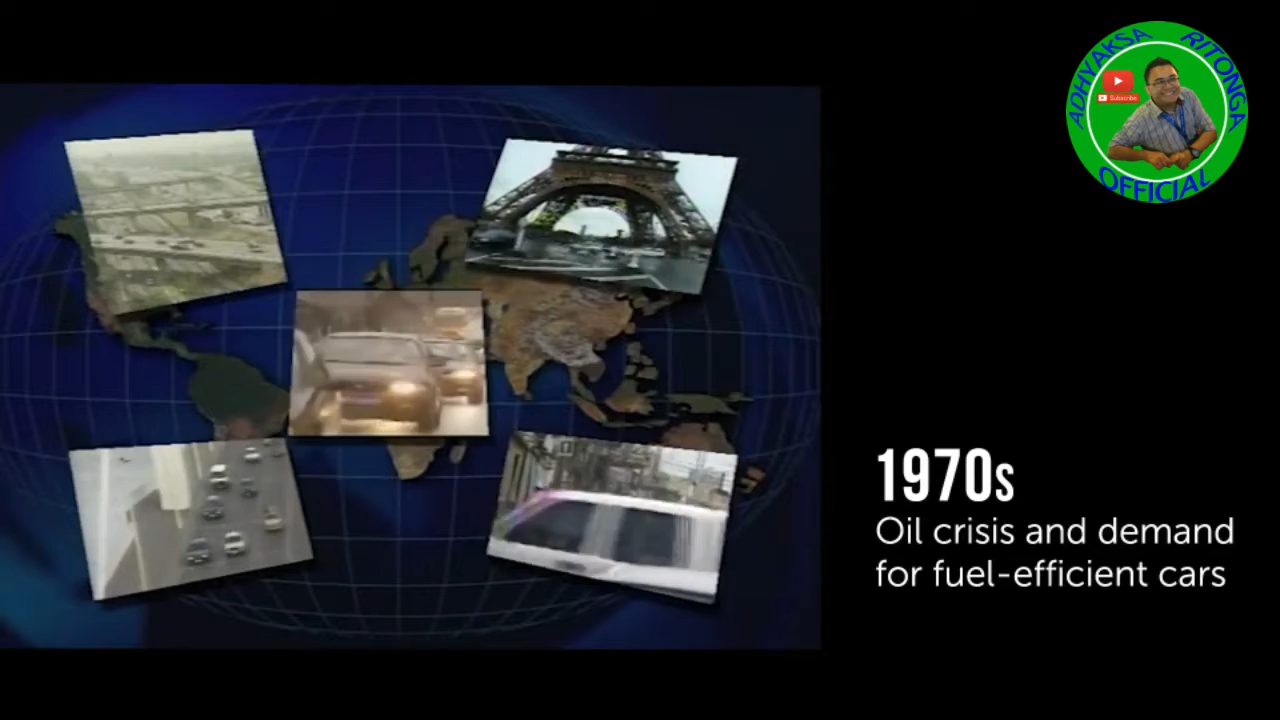 ADHYAKSA RITONGA
Subscribe
OFFICIAL
1970s
Oil crisis and demand
for fuel-efficient cars